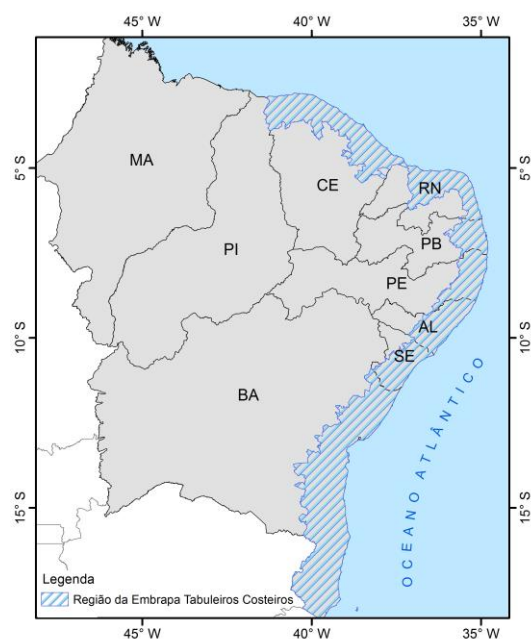 45° W 40° W 35° W
MA
CE
RN
PB
PI
PE
AL
SE
BA
5°S
10°S
15°S
5°S
10°S
15°S
OCEANO ATLÂNTICO
Legenda
Região da Embrapa Tabuleiros Costeiros
45° W 40° W 35° W